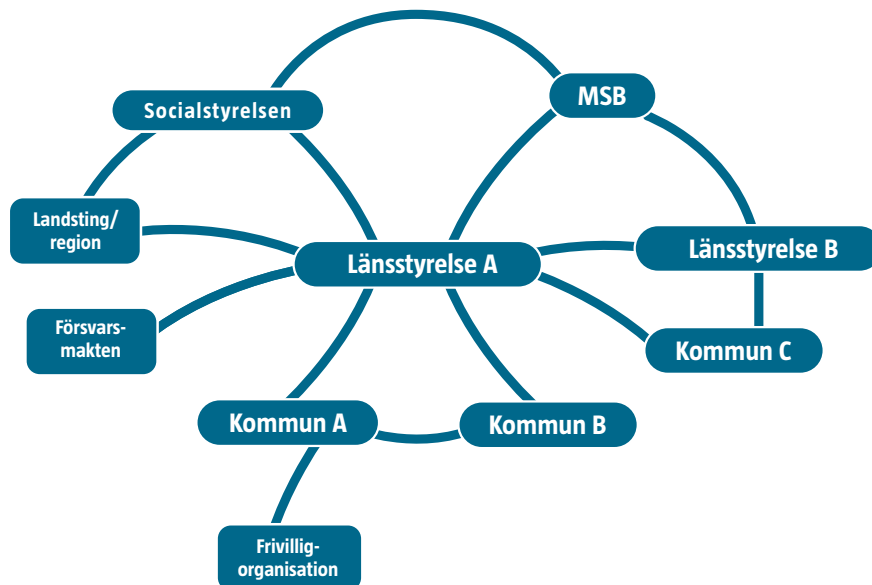 MSB
Socialstyrelsen
Landsting/
region
Länsstyrelse A
Länsstyrelse B
Försvars-
makten
Kommun C
Kommun A
Kommun B
Frivillig-
organisation